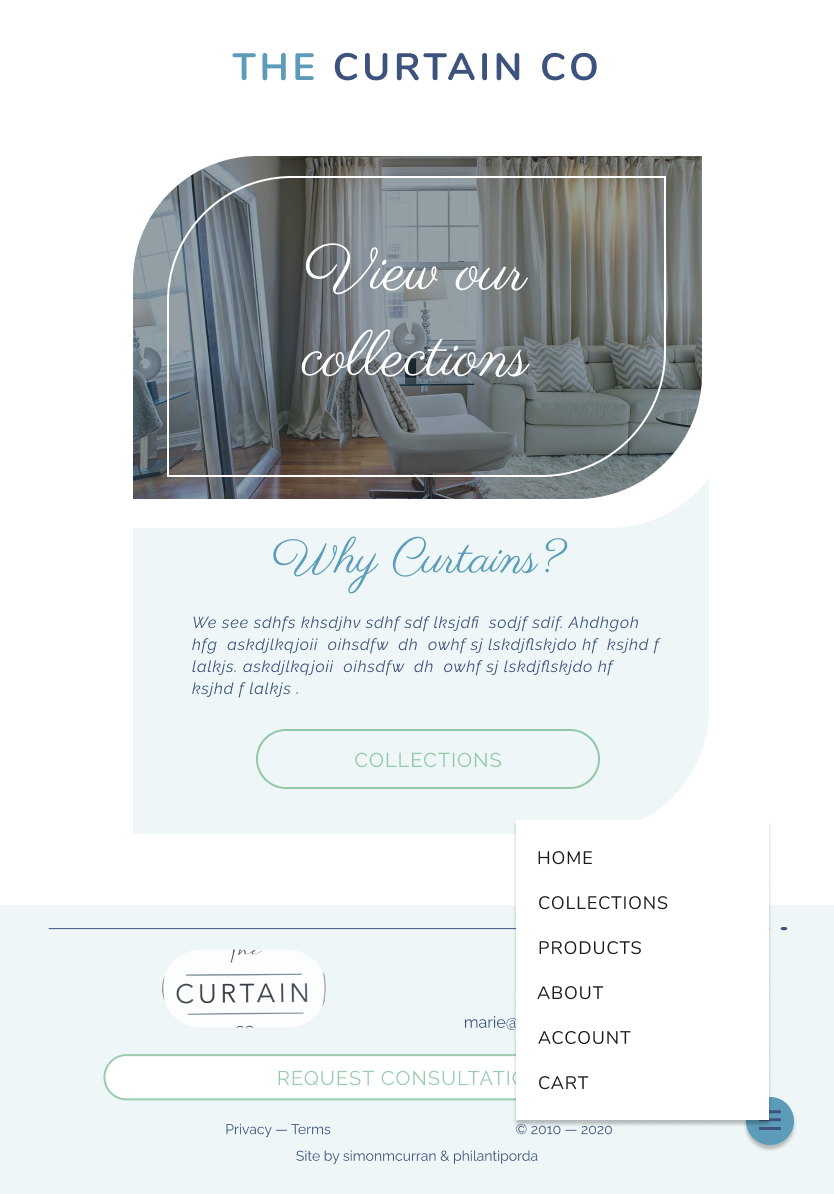 THE CURTAIN CO
View our
collections
Why Curtains?
We see sdhfs khsdjhv sdhf sdf lksjdfi  sodjf sdif. Ahdhgoh
hfg  askdjlkqjoii  oihsdfw  dh  owhf sj lskdjflskjdo hf  ksjhd f
lalkjs. askdjlkqjoii  oihsdfw  dh  owhf sj lskdjflskjdo hf
ksjhd f lalkjs .
COLLECTIONS
HOME
COLLECTIONS
PRODUCTS
ABOUT
ACCOUNT
CART
The
CURTAIN
marie@
REQUEST CONSULTATIO
Privacy — Terms
© 2010 — 2020
Site by simonmcurran & philantiporda